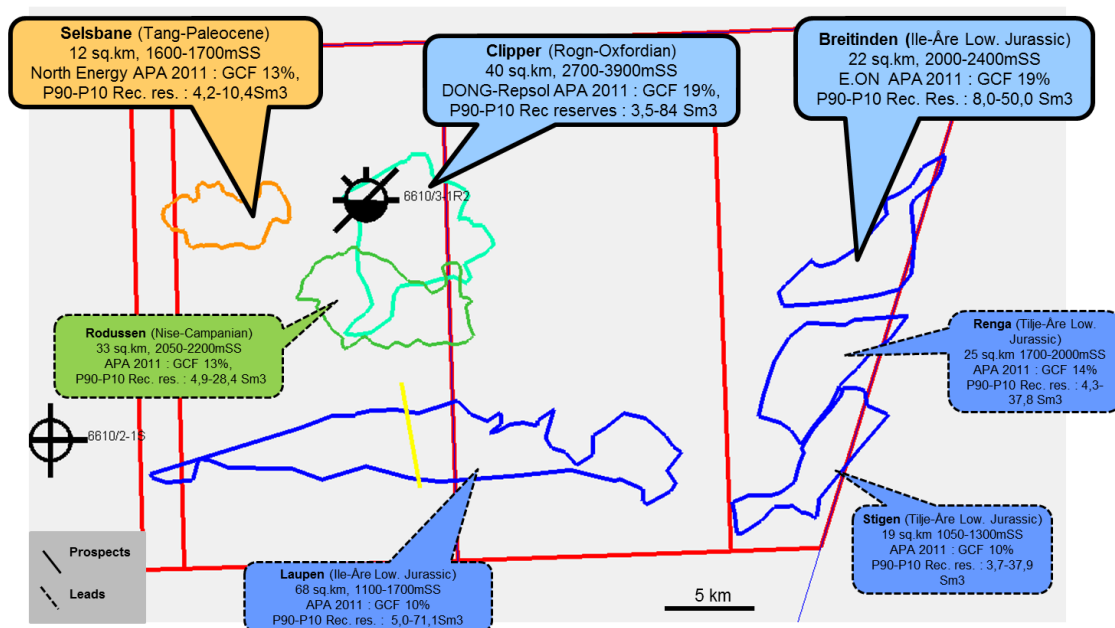 Selsbane (Tang-Paleocene)
12 sq.km, 1600-1700mSS
North Energy APA 2011 : GCF 13%,
P90-P10 Rec. res. : 4,2-10,4Sm3
Clipper (Rogn-Oxfordian)
40 sq.km, 2700-3900mSS
DONG-Repsol APA 2011 : GCF 19%,
P90-P10 Rec reserves : 3,5-84 Sm3
Breitinden (Ile-Åre Low. Jurassic)
22 sq.km, 2000-2400mSS
E.ON APA 2011 : GCF 19%
P90-P10 Rec. Res. : 8,0-50,0 Sm3
6610/3-1R2
Rodussen (Nise-Campanian)
33 sq.km, 2050-2200mSS
APA 2011 : GCF 13%,
P90-P10 Rec. res. : 4,9-28,4 Sm3
Renga (Tilje-Åre Low.
Jurassic)
25 sq.km 1700-2000mSS
APA 2011 : GCF 14%
P90-P10 Rec. res. : 4,3-
37,8 Sm3
6610/2-1S
Stigen (Tilje-Åre Low. Jurassic)
19 sq.km 1050-1300mSS
APA 2011 : GCF 10%
P90-P10 Rec. res. : 3,7-37,9
Sm3
Laupen (Ile-Åre Low. Jurassic)
68 sq.km, 1100-1700mSS
APA 2011 : GCF 10%
P90-P10 Rec. res. : 5,0-71,1Sm3
Prospects
Leads
5 km